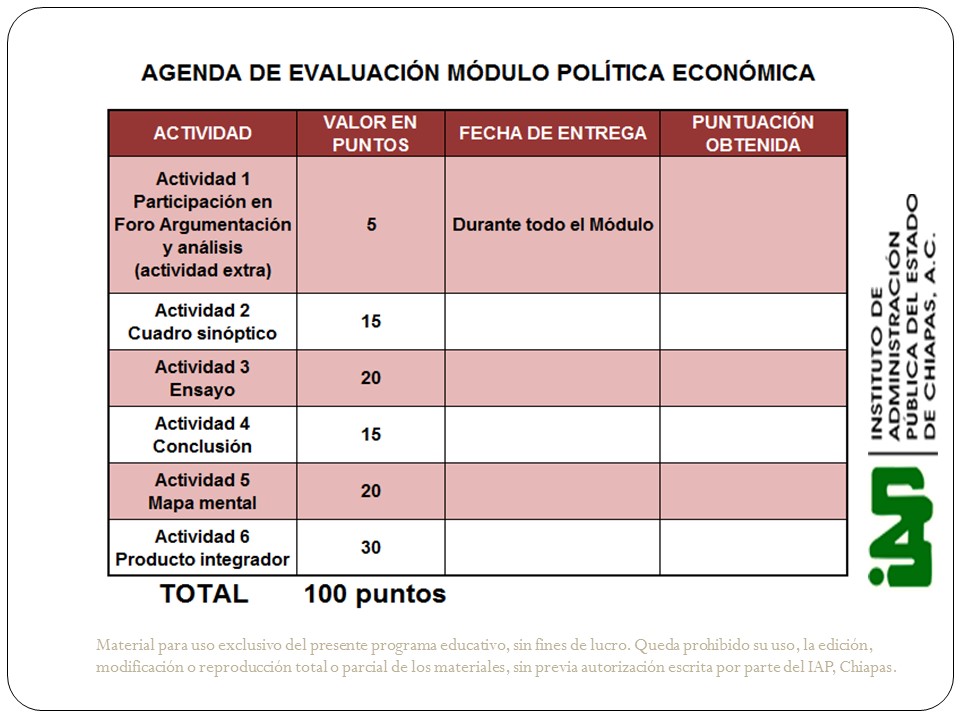 AGENDA DE EVALUACIÓN MÓDULO POLÍTICA ECONÓMICA
ACTIVIDAD
VALOR EN
PUNTOS
FECHA DE ENTREGA
PUNTUACIÓN
OBTENIDA
Actividad 1
Participación en
Foro Argumentación
y análisis
(actividad extra)
5
Durante todo el Módulo
Actividad 2
Cuadro sinóptico
15
Actividad 3
Ensayo
20
Actividad 4
Conclusión
15
Actividad 5
Mapa mental
20
Actividad 6
Producto integrador
30
TOTAL 100 puntos
INSTITUTO DE
ADMINISTRACIÓN
PÚBLICA DEL ESTADO
DE CHIAPAS, A.C.
iap
Material para uso exclusivo del presente programa educativo, sin fines de lucro. Queda prohibido su uso, la edición,
modificación o reproducción total o parcial de los materiales, sin previa autorización escrita por parte del IAP, Chiapas.